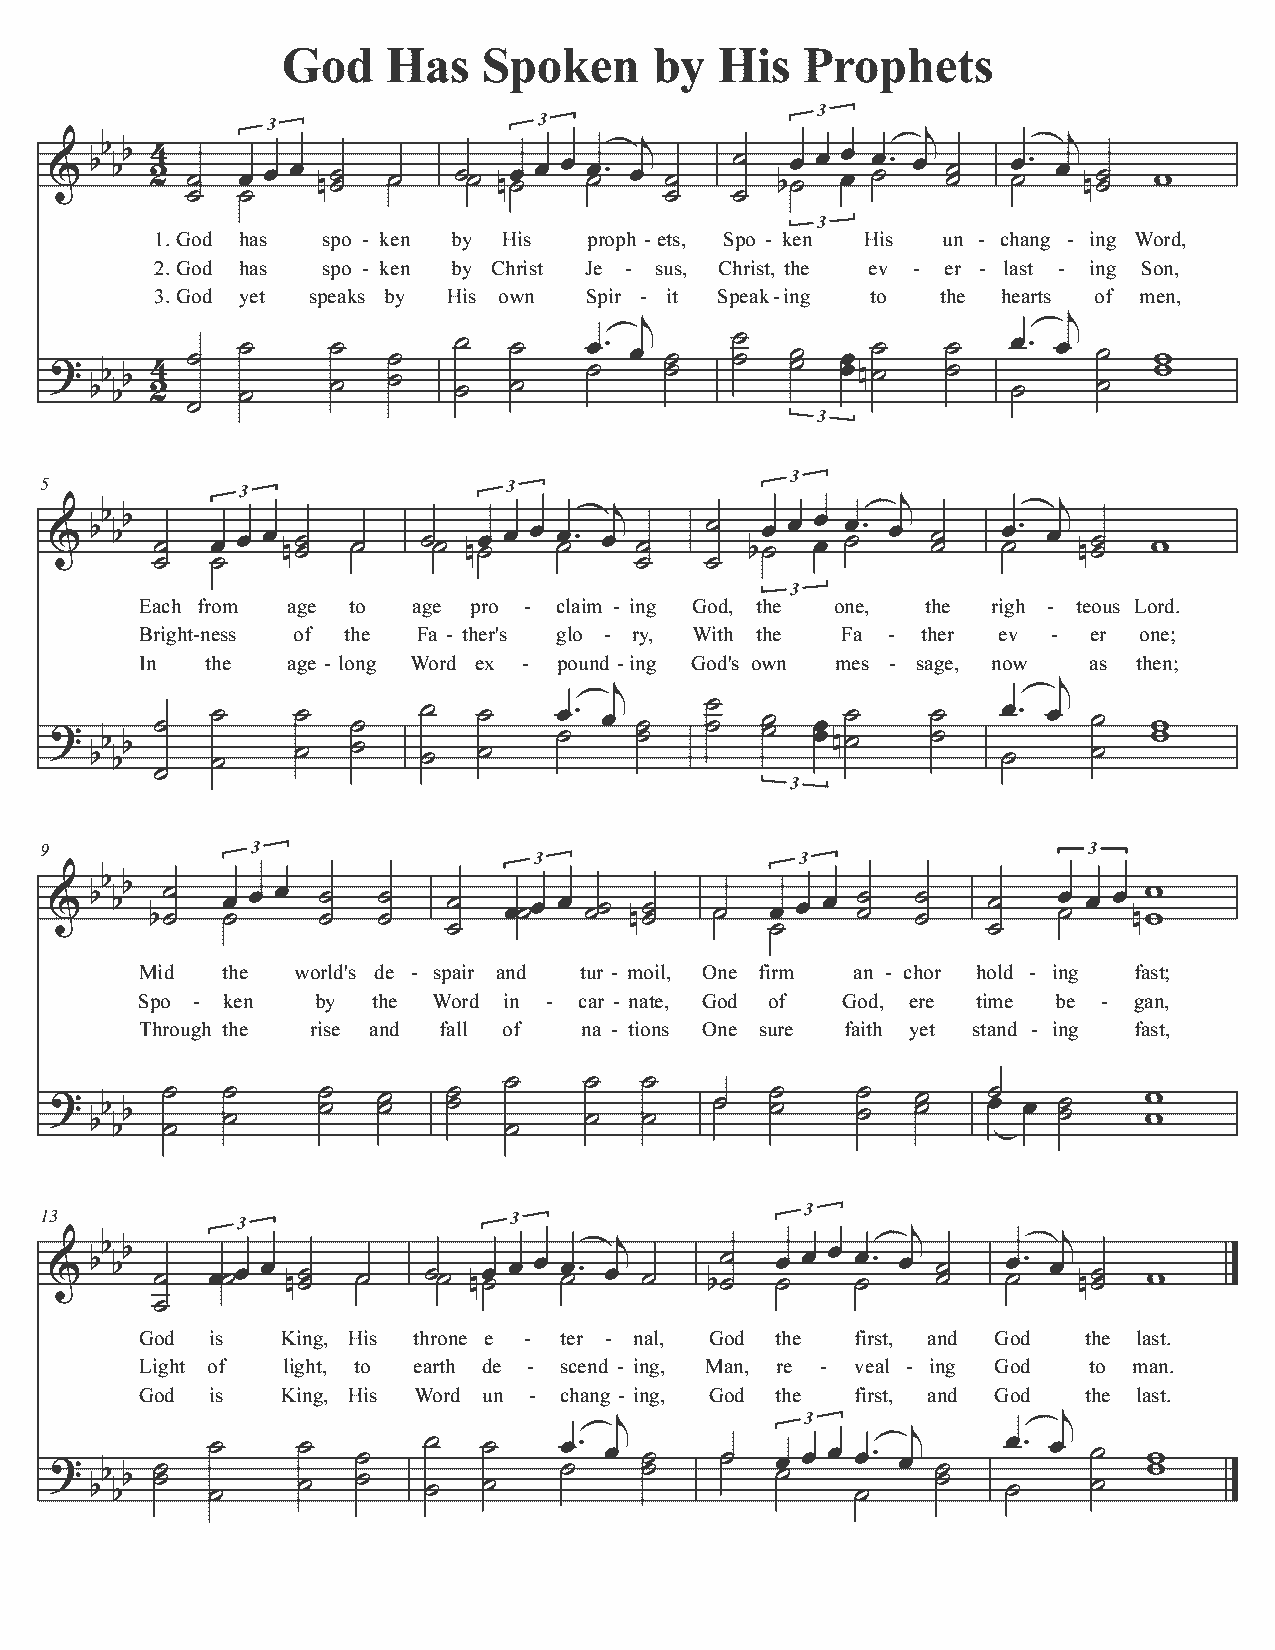 God Has Spoken by His Prophets
3 3 3
4
2
3
1. God has spo - ken by His proph - ets, Spo - ken His un - chang - ing Word,
2. God has spo - ken by Christ Je - sus, Christ, the ev - er - last - ing Son,
3. God yet speaks by His own Spir - it Speak - ing to the hearts of men,
4
2
3
5
3 3 3
3
Each from age to age pro - claim - ing God, the one, the righ - teous Lord.
Bright-ness of the Fa - ther's glo - ry, With the Fa - ther ev - er one;
In the age - long Word ex - pound - ing God's own mes - sage, now as then;
3
9
3 3 3 3
Mid the world's de - spair and tur - moil, One firm an - chor hold - ing fast;
Spo - ken by the Word in - car - nate, God of God, ere time be - gan,
Through the rise and fall of na - tions One sure faith yet stand - ing fast,
13
3 3 3
God is King, His throne e - ter - nal, God the first, and God the last.
Light of light, to earth de - scend - ing, Man, re - veal - ing God to man.
God is King, His Word un - chang - ing, God the first, and God the last.
3